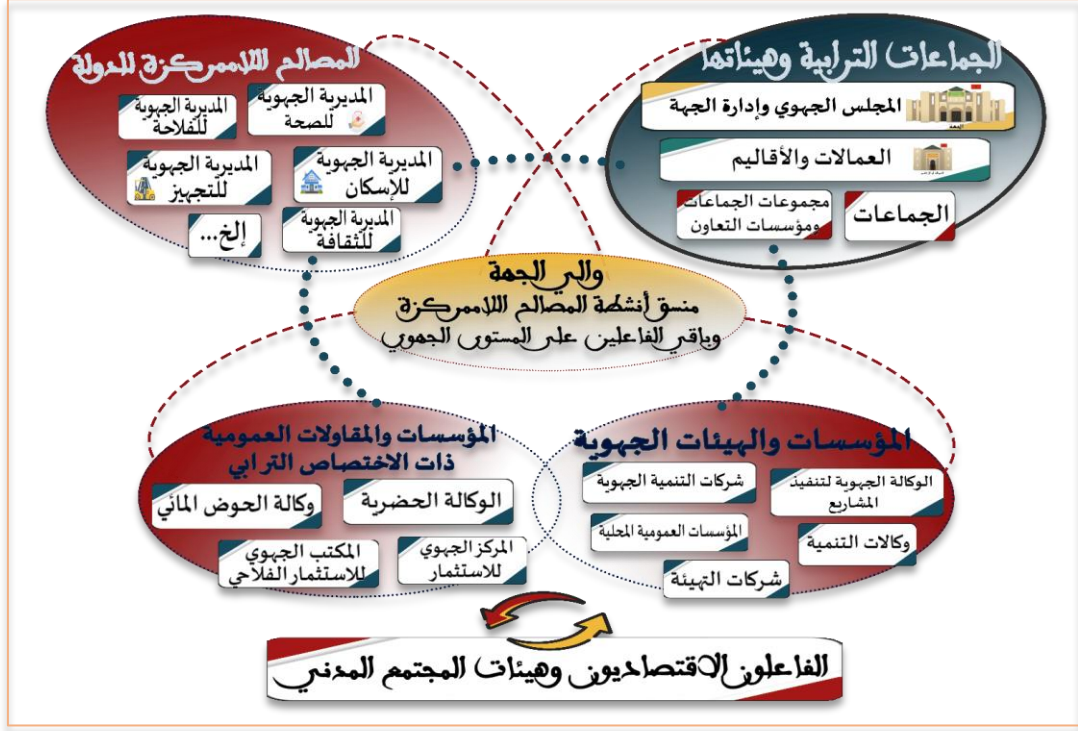 الجماعات الترابية وهيئاتها
المجلس الجهوي وإدارة الجهة
العمالات والأقاليم
الجماعات
مجموعات الجماعات
ومؤسسات التعاون
المصالح اللاممركزة للدولة
المديرية الجهوية
للصحة
المديرية الجهوية
للفلاحة
المديرية الجهوية
للإسكان
المديرية الجهوية
للتجهيز
المديرية الجهوية
للثقافة
إلخ...
والي الجهة
منسق أنشطة المصالح اللاممركزة
وباقي الفاعلين على المستوى الجهوي
المؤسسات والهيئات الجهوية
الوكالة الجهوية لتنفيذ
المشاريع
شركات التنمية الجهوية
وكالات التنمية
المؤسسات العمومية المحلية
شركات التهيئة
المؤسسات والمقاولات العمومية
ذات الاختصاص الترابي
الوكالة الحضرية
وكالة الحوض المائي
المركز الجهوي
للاستثمار
المكتب الجهوي
للاستثمار الفلاحي
الفاعلون الاقتصاديون وهيئات المجتمع المدني